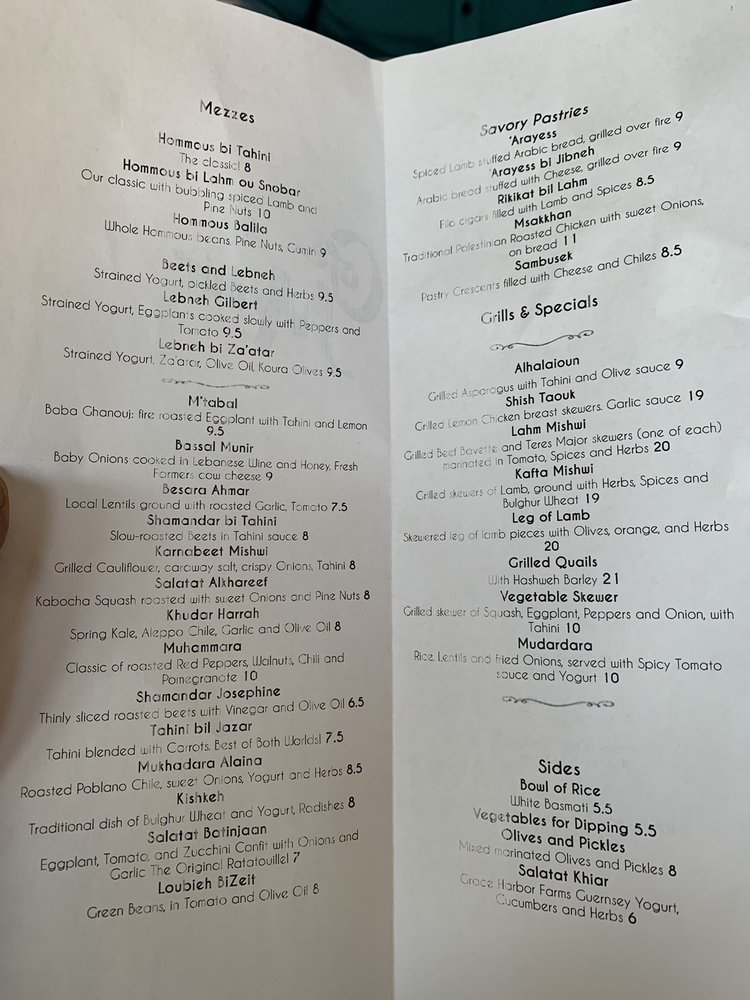 Mezzes
Hommous bi Tahini
The classic! 8
Hommous bi Lahm ou Snobar
Our classic with bubbling spiced Lamb and
Pine Nuts 10
Hommous Balila
Whole Hommous beans, Pine Nuts, Cumin 9
Beets and Lebneh
Strained Yogurt, pickled Beets and Herbs 9.5
Lebneh Gilbert
Strained Yogurt, Eggplants cooked slowly with Peppers and
Tomato 9.5
Lebneh bi Za'atar
Strained Yogurt, Za'atar, Olive Oil, Koura Olives 9.5
M'tabal
Baba Ghanouj: fire roasted Eggplant with Tahini and Lemon
9.5
Bassal Munir
Baby Onions cooked in Lebanese Wine and Honey, Fresh
Farmers cow cheese 9
Besara Ahmar
Local Lentils ground with roasted Garlic, Tomato 7.5
Shamandar bi Tahini
Slow-roasted Beets in Tahini sauce 8
Karnabeet Mishwi
Grilled Cauliflower, caraway salt, crispy Onions, Tahini 8
Salatat Alkhareef
Kabocha Squash roasted with sweet Onions and Pine Nuts 8
Khudar Harrah
Spring Kale, Aleppo Chile, Garlic and Olive Oil 8
Muhammara
Classic of roasted Red Peppers, Walnuts, Chili and
Pomegranate 10
Shamandar Josephine
Thinly sliced roasted beets with Vinegar and Olive Oil 6.5
Tahini bil Jazar
Tahini blended with Carrots. Best of Both Worlds! 7.5
Mukhadara Alaina
Roasted Poblano Chile, sweet Onions, Yogurt and Herbs 8.5
Kishkeh
Traditional dish of Bulghur Wheat and Yogurt, Radishes 8
Salatat Batinjaan
Eggplant, Tomato, and Zucchini Confit with Onions and
Garlic The Original Ratatouille! 7
Loubieh BiZeit
Green Beans, in Tomato and Olive Oil 8
Savory Pastries
'Arayess
Spiced Lamb stuffed Arabic bread, grilled over fire 9
'Arayess bi Jibneh
Arabic bread stuffed with Cheese, grilled over fire 9
Rikikat bil Lahm
Filo cigars filled with Lamb and Spices 8.5
Msakkhan
Traditional Palestinian Roasted Chicken with sweet Onions,
on bread 11
Sambusek
Pastry Crescents filled with Cheese and Chiles 8.5
Grills & Specials
Alhalaioun
Grilled Asparagus with Tahini and Olive sauce 9
Shish Taouk
Grilled Lemon Chicken breast skewers. Garlic sauce 19
Lahm Mishwi
Grilled Beef Bavette and Teres Major skewers (one of each)
marinated in Tomato, Spices and Herbs 20
Kafta Mishwi
Grilled skewers of Lamb, ground with Herbs, Spices and
Bulghur Wheat 19
Leg of Lamb
Skewered leg of lamb pieces with Olives, orange, and Herbs
20
Grilled Quails
With Hashweh Barley 21
Vegetable Skewer
Grilled skewer of Squash, Eggplant, Peppers and Onion, with
Tahini 10
Mudardara
Rice, Lentils and fried Onions, served with Spicy Tomato
sauce and Yogurt 10
Sides
Bowl of Rice
White Basmati 5.5
Vegetables for Dipping 5.5
Olives and Pickles
Mixed marinated Olives and Pickles 8
Salatat Khiar
Grace Harbor Farms Guernsey Yogurt,
Cucumbers and Herbs 6